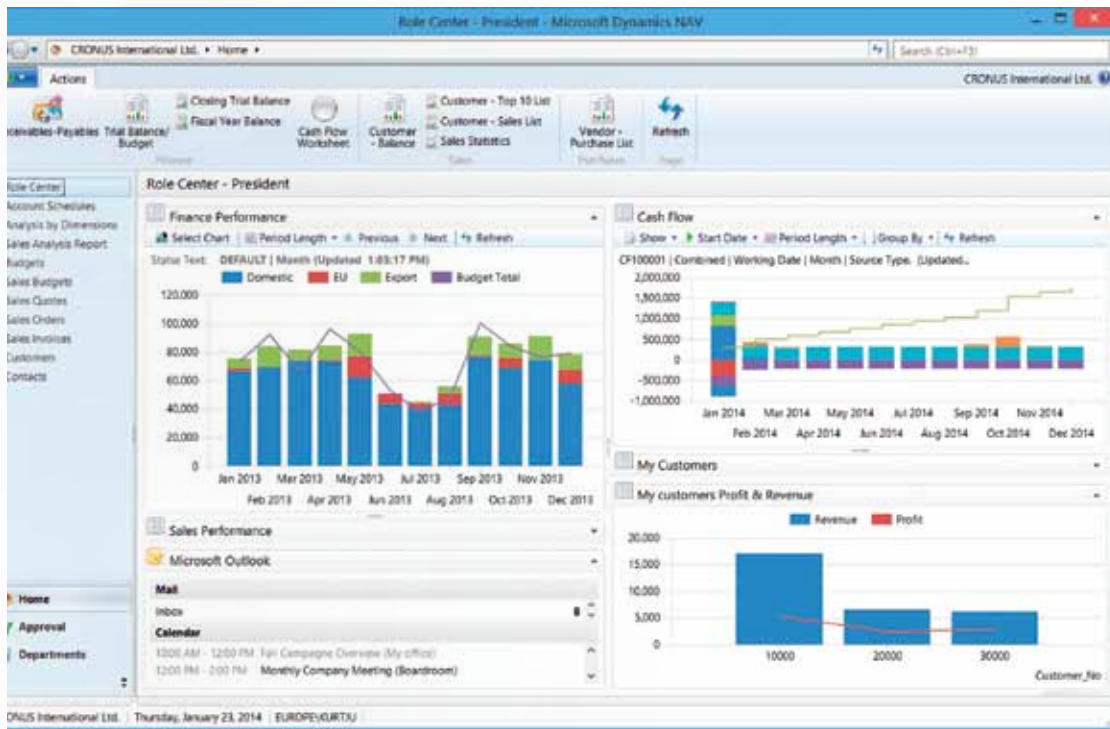 Role Center - President - Microsoft Dynamics NAV
CRONUS International Ltd. ▸ Home ▸
Search (Ctrl+F3)
Actions
CRONUS International Ltd.
ceivables-Payables
Trial Balance/
Budget
Closing Trial Balance
Fiscal Year Balance
Cash Flow
Worksheet
Finance
Customer
- Balance
Customer - Top 10 List
Customer - Sales List
Sales Statistics
Sales
Vendor -
Purchase List
Purchases
Refresh
Page
Role Center
Account Schedules
Analysis by Dimensions
Sales Analysis Report
Budgets
Sales Budgets
Sales Quotes
Sales Orders
Sales Invoices
Customers
Contacts
Home
Approval
Departments
Role Center - President
Finance Performance
Select Chart
Period Length
Previous
Next
Refresh
Status Text: DEFAULT | Month (Updated 1:03:17 PM)
Domestic
EU
Export
Budget Total
120,000
100,000
80,000
60,000
40,000
20,000
0
Jan 2013 Mar 2013 May 2013 Jul 2013 Sep 2013 Nov 2013
Feb 2013 Apr 2013 Jun 2013 Aug 2013 Oct 2013 Dec 2013
Sales Performance
Microsoft Outlook
Mail
Inbox 8
Calendar
10:00 AM - 12:00 PM Fall Campagne Overview (My office)
12:00 PM - 2:00 PM Monthly Company Meeting (Boardroom)
Cash Flow
Show
Start Date
Period Length
Group By
Refresh
CF100001 | Combined | Working Date | Month | Source Type. (Updated...
2,000,000
1,500,000
1,000,000
500,000
0
-500,000
-1,000,000
Jan 2014 Mar 2014 May 2014 Jul 2014 Sep 2014 Nov 2014
Feb 2014 Apr 2014 Jun 2014 Aug 2014 Oct 2014 Dec 2014
My Customers
My customers Profit & Revenue
Revenue
Profit
20,000
15,000
10,000
5,000
0
10000 20000 30000
Customer_No
RONUS International Ltd.
Thursday, January 23, 2014
EUROPE\KURTJU